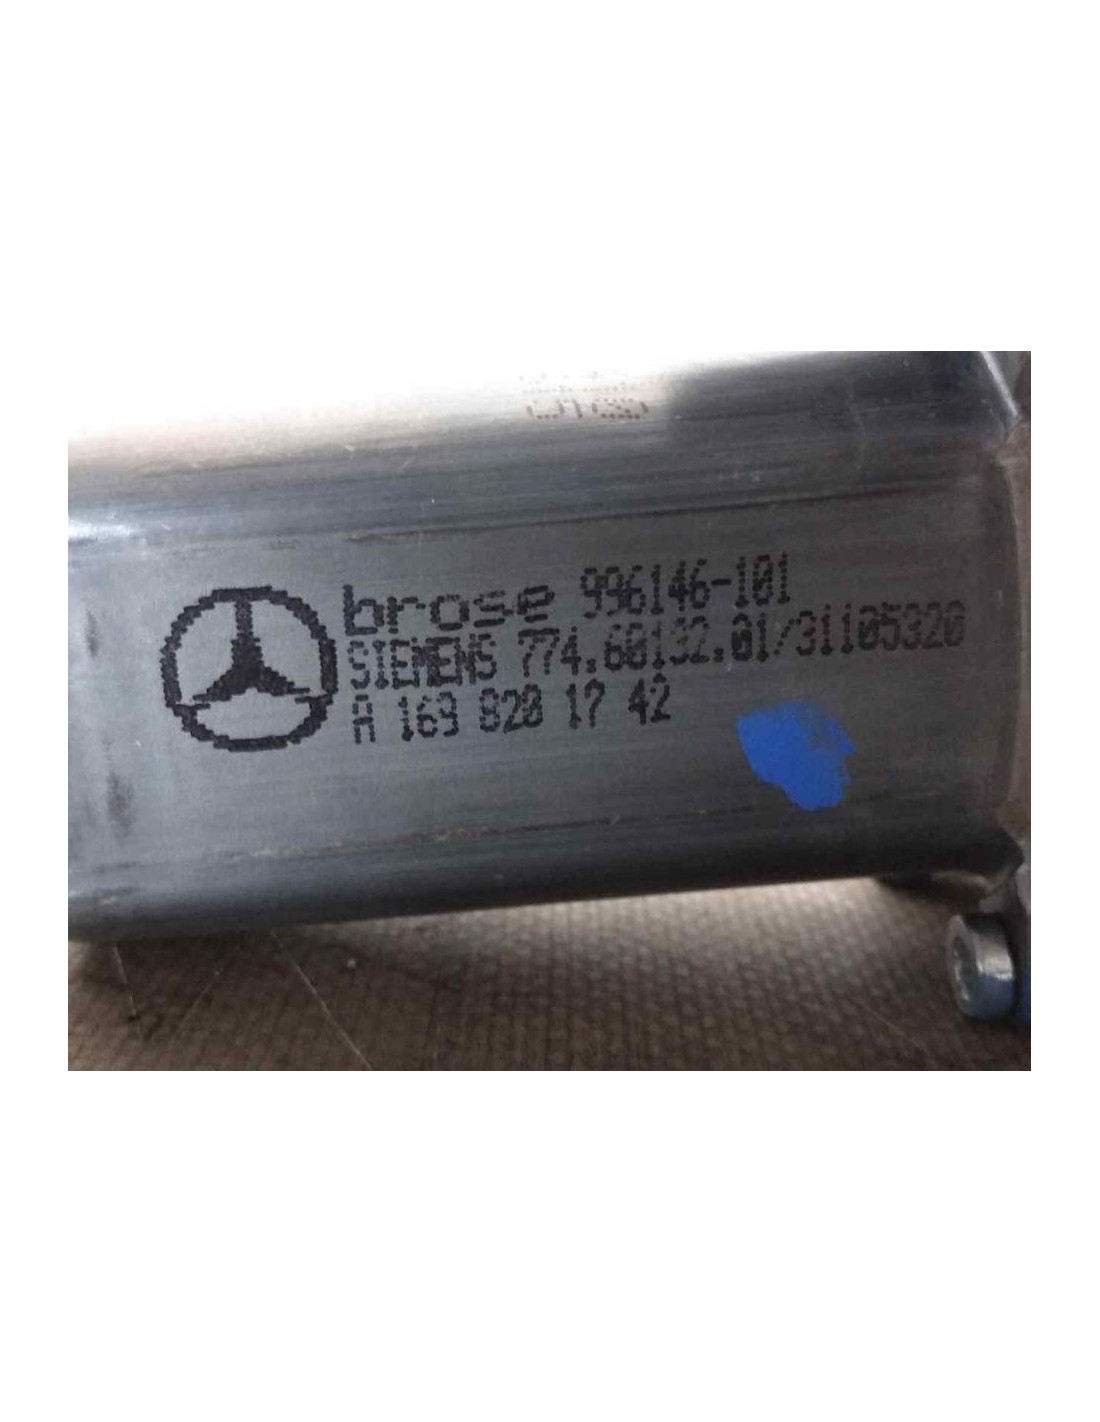 brose 996146-101
SIEMENS 774.60132.01/31105320
A 169 820 17 42